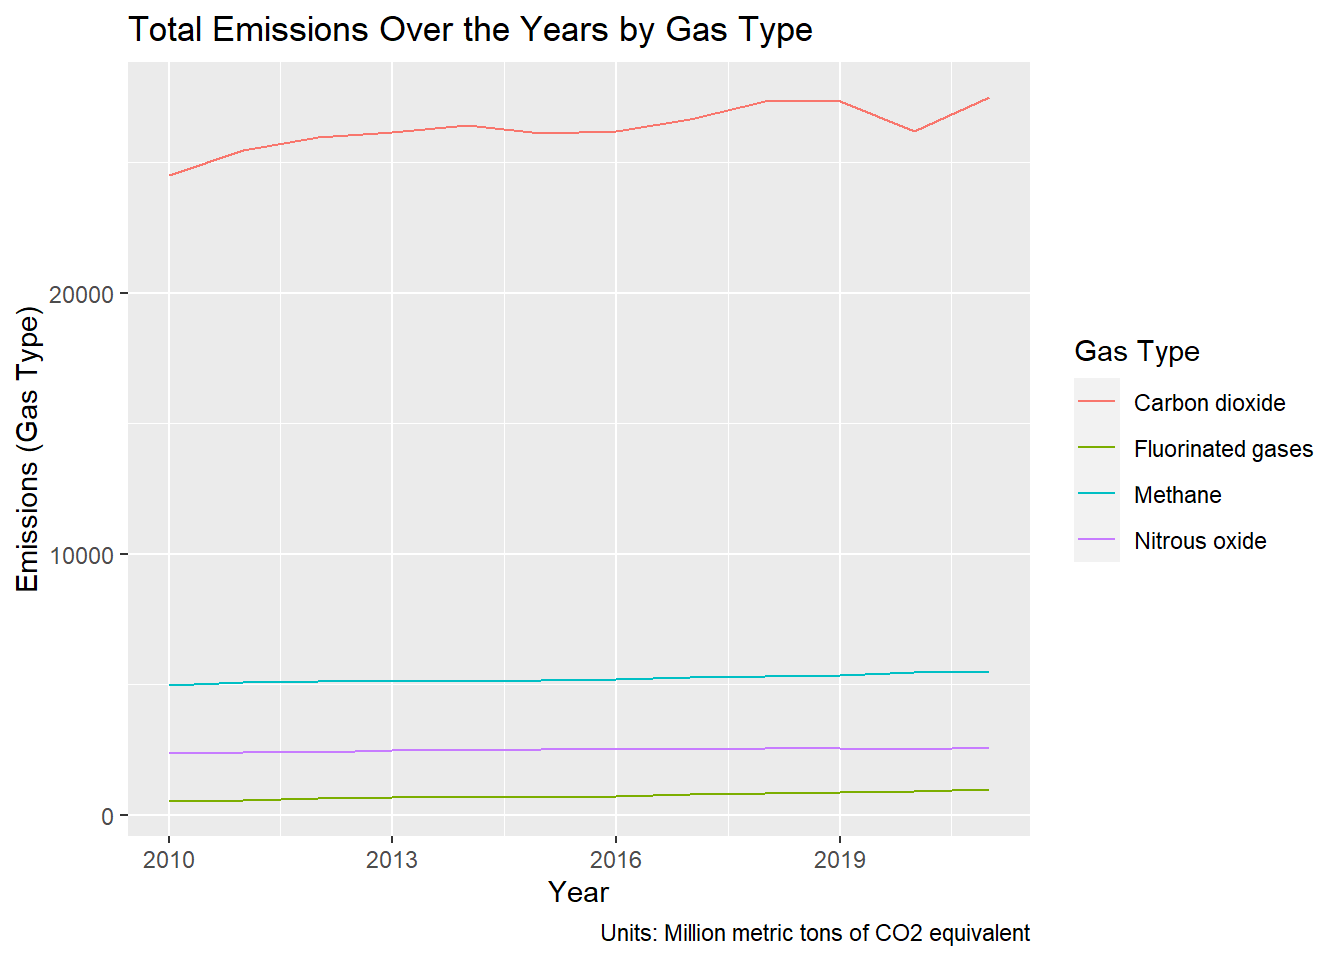 Total Emissions Over the Years by Gas Type
Emissions (Gas Type)
20000
10000
0
2010 2013 2016 2019
Year
Units: Million metric tons of CO2 equivalent
Gas Type
Carbon dioxide
Fluorinated gases
Methane
Nitrous oxide